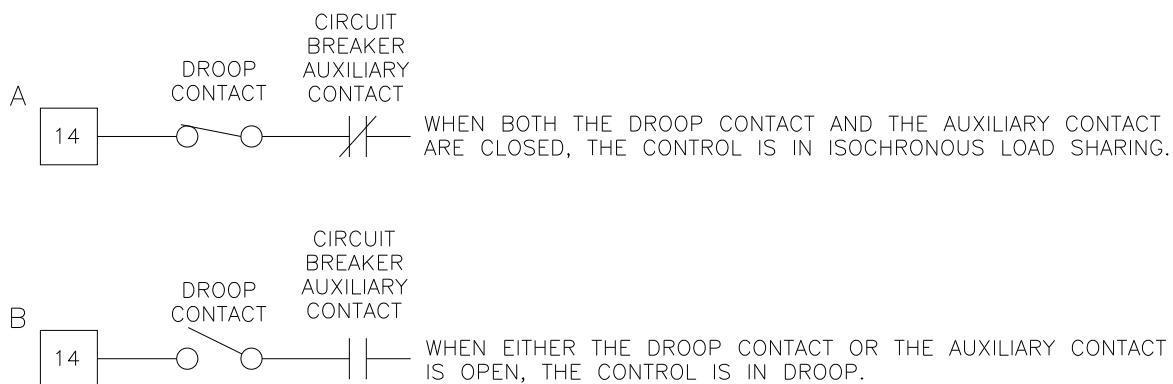 CIRCUIT
BREAKER
AUXILIARY
CONTACT
DROOP
CONTACT
A
14
WHEN BOTH THE DROOP CONTACT AND THE AUXILIARY CONTACT
ARE CLOSED, THE CONTROL IS IN ISOCHRONOUS LOAD SHARING.
CIRCUIT
BREAKER
AUXILIARY
CONTACT
DROOP
CONTACT
B
14
WHEN EITHER THE DROOP CONTACT OR THE AUXILIARY CONTACT
IS OPEN, THE CONTROL IS IN DROOP.